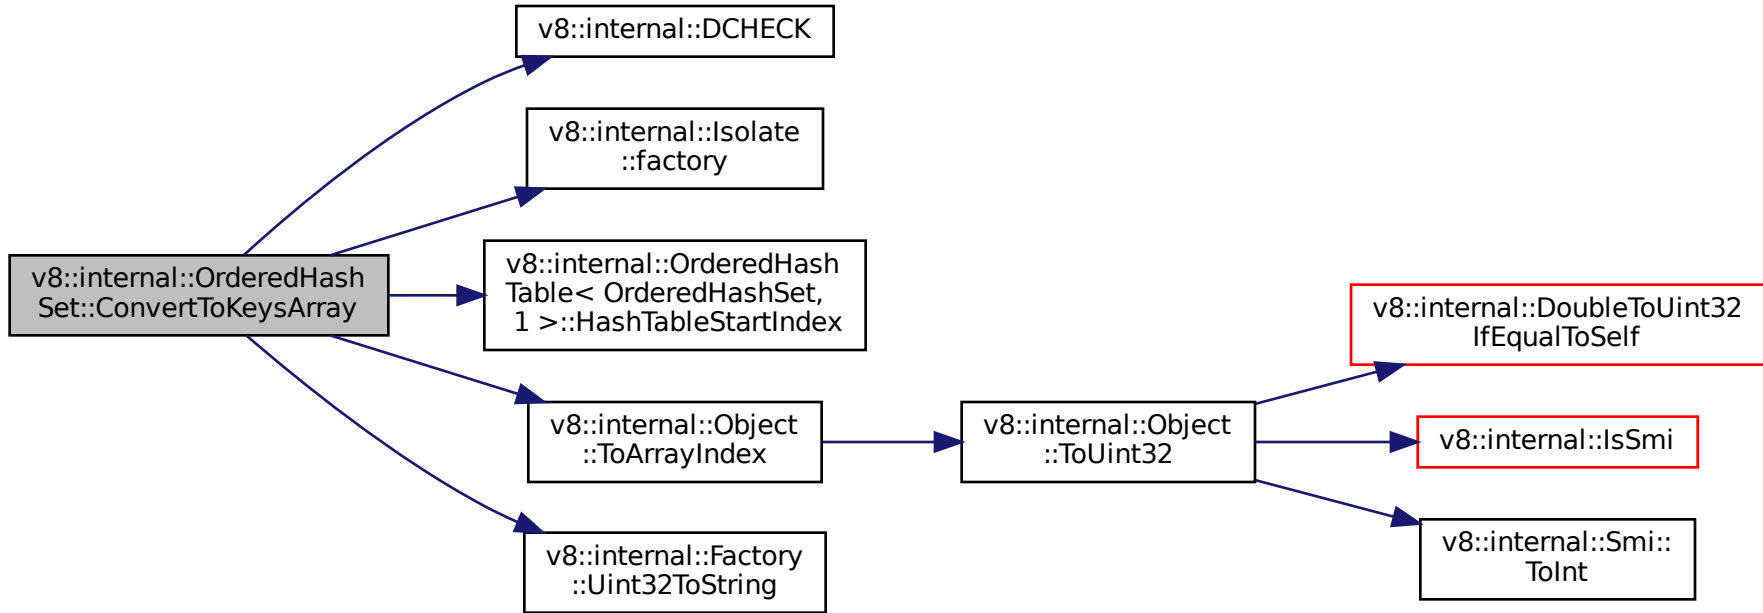 v8::internal::DCHECK
v8::internal::Isolate
::factory
v8::internal::OrderedHash
Set::ConvertToKeysArray
v8::internal::OrderedHash
Table< OrderedHashSet,
1 >::HashTableStartIndex
v8::internal::Object
::ToArrayIndex
v8::internal::Factory
::Uint32ToString
v8::internal::Object
::ToUint32
v8::internal::DoubleToUint32
IfEqualToSelf
v8::internal::IsSmi
v8::internal::Smi::
ToInt